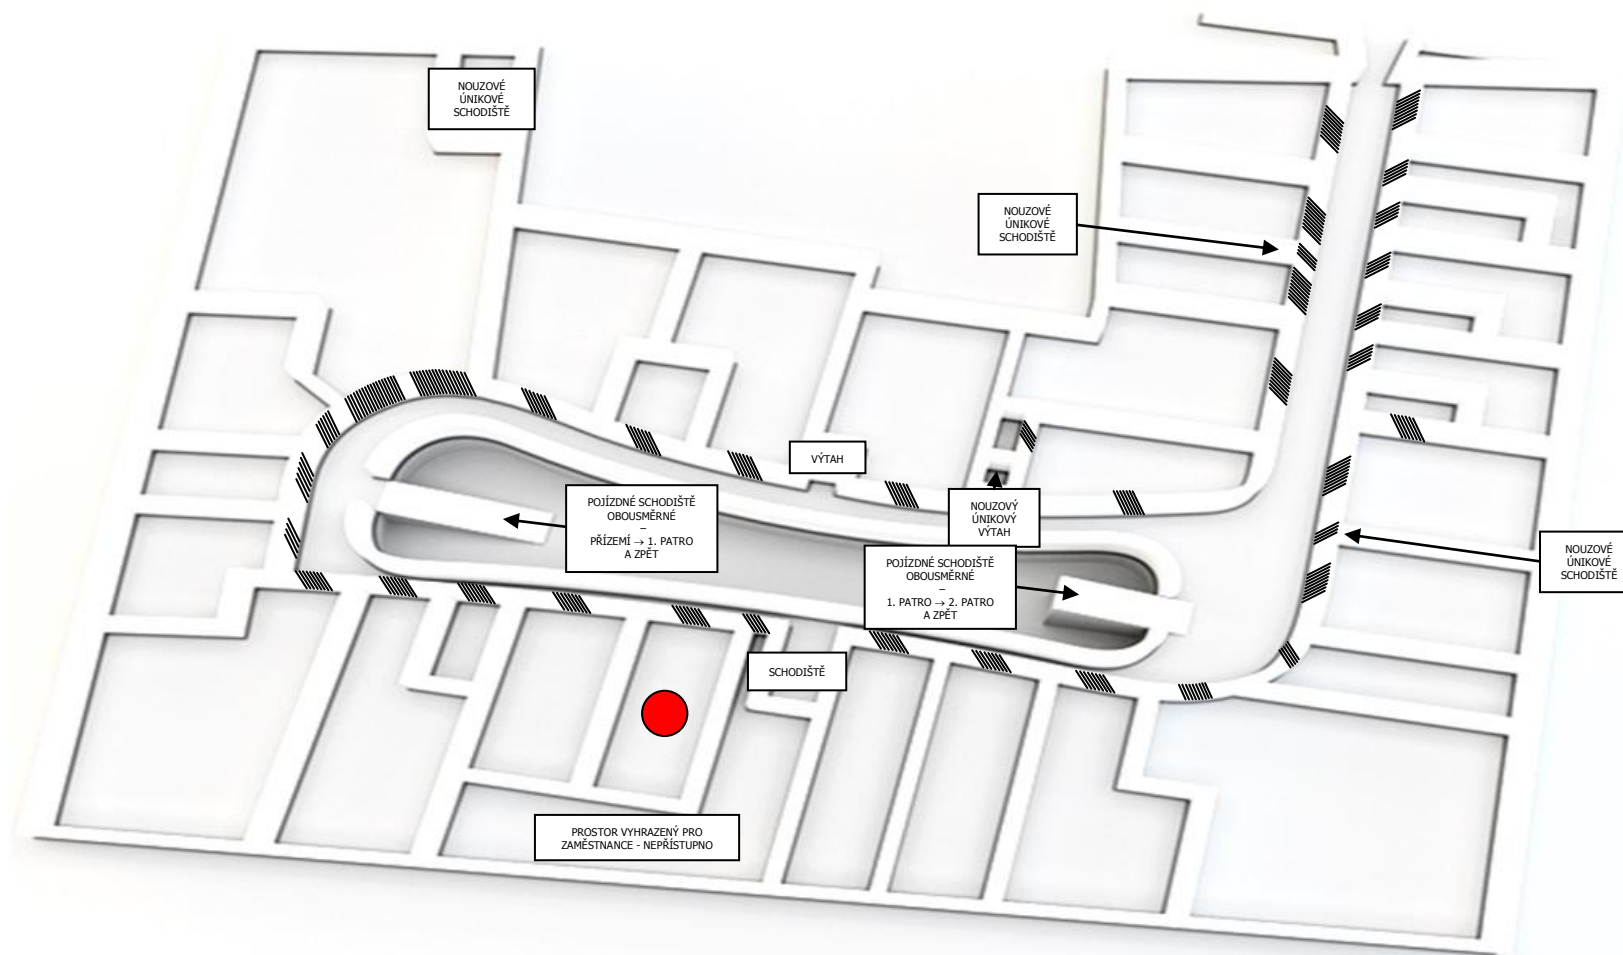 NOUZOVÉ
ÚNIKOVÉ
SCHODIŠTĚ
NOUZOVÉ
ÚNIKOVÉ
SCHODIŠTĚ
VÝTAH
POJÍZDNÉ SCHODIŠTĚ
OBOUSMĚRNÉ
–
PŘÍZEMÍ → 1. PATRO
A ZPĚT
NOUZOVÝ
ÚNIKOVÝ
VÝTAH
POJÍZDNÉ SCHODIŠTĚ
OBOUSMĚRNÉ
–
1. PATRO → 2. PATRO
A ZPĚT
NOUZOVÉ
ÚNIKOVÉ
SCHODIŠTĚ
SCHODIŠTĚ
PROSTOR VYHRAZENÝ PRO
ZAMĚSTNANCE - NEPŘÍSTUPNO